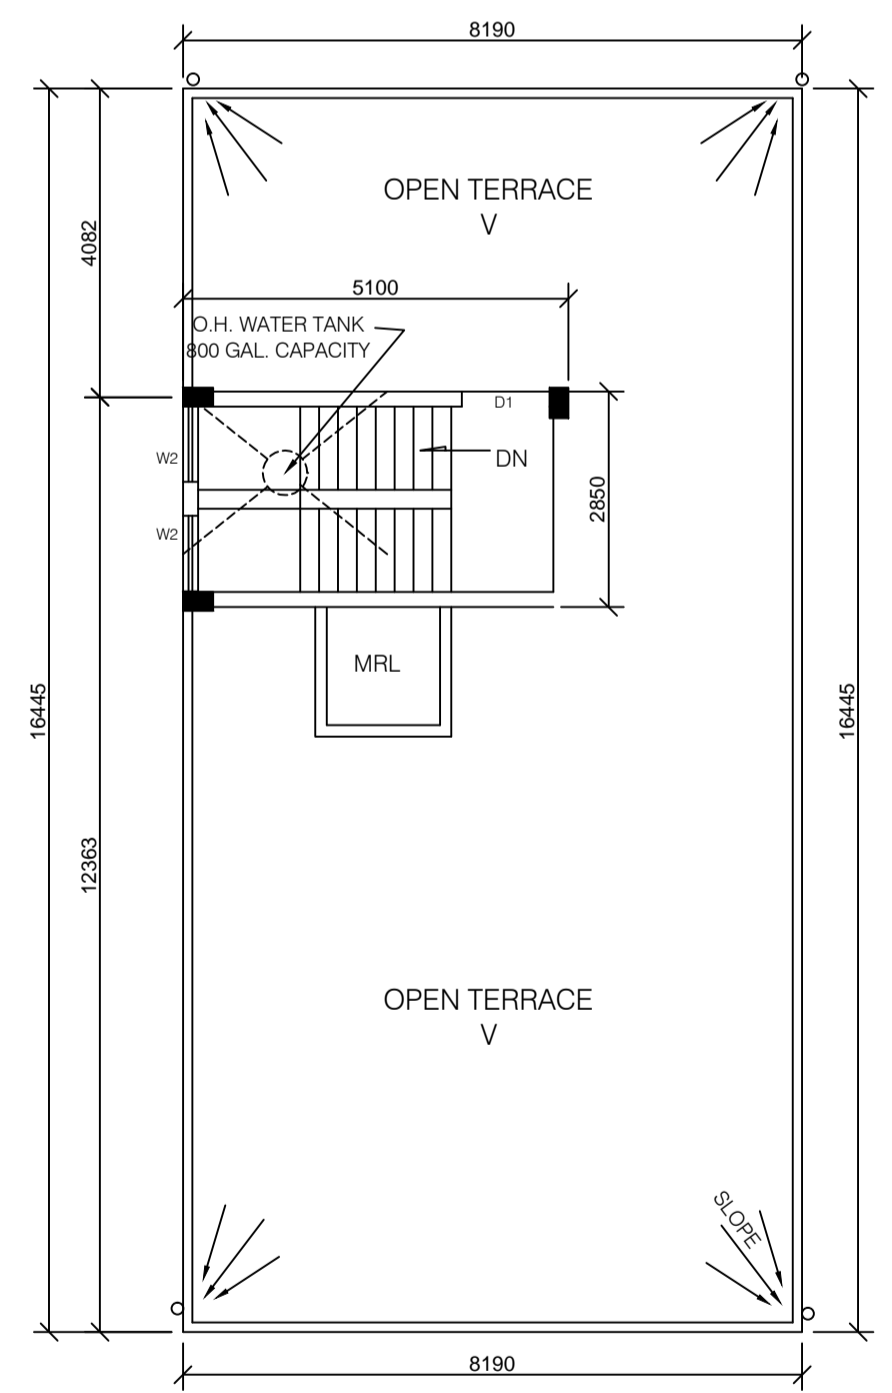 8190
OPEN TERRACE
V
4082
5100
O.H. WATER TANK
800 GAL. CAPACITY
D1
W2
DN
2850
W2
MRL
16445
16445
12363
OPEN TERRACE
V
SLOPE
8190